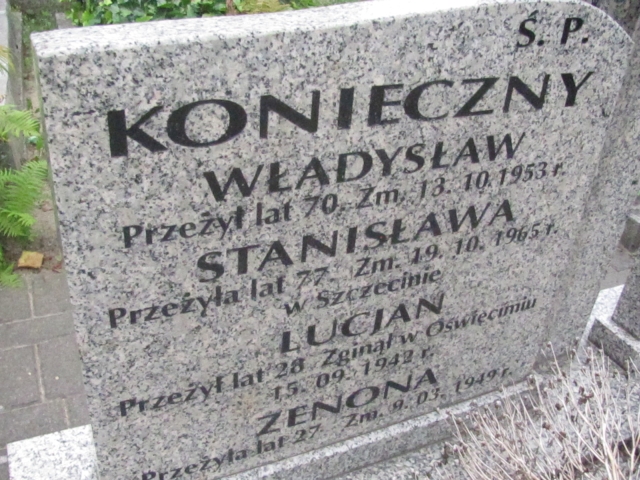 Ś. P.
KONIECZNY
WŁADYSŁAW
Przeżył lat 70. Zm. 13. 10. 1953 r.
STANISŁAWA
Przeżyła lat 77 Zm. 19. 10. 1965 r.
w Szczecinie
LUCJAN
Przeżył lat 28 Zginął w Oświęcimiu
15. 09. 1942 r.
ZENONA
Przeżyła lat 27. Zm. 9. 03. 1949 r.